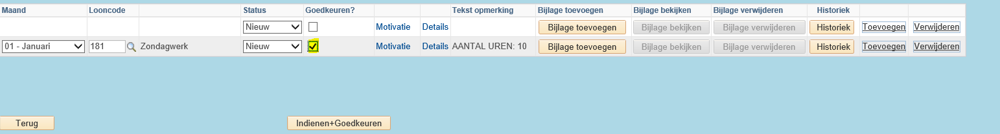 Maand Looncode Status Goedkeuren? Tekst opmerking Bijlage toevoegen Bijlage bekijken Bijlage verwijderen Historiek
Nieuw Motivatie Details Bijlage toevoegen Bijlage bekijken Bijlage verwijderen Historiek Toevoegen Verwijderen
01 - Januari 181 Zondagwerk Nieuw Motivatie Details AANTAL UREN: 10 Bijlage toevoegen Bijlage bekijken Bijlage verwijderen Historiek Toevoegen Verwijderen
Terug Indienen+Goedkeuren